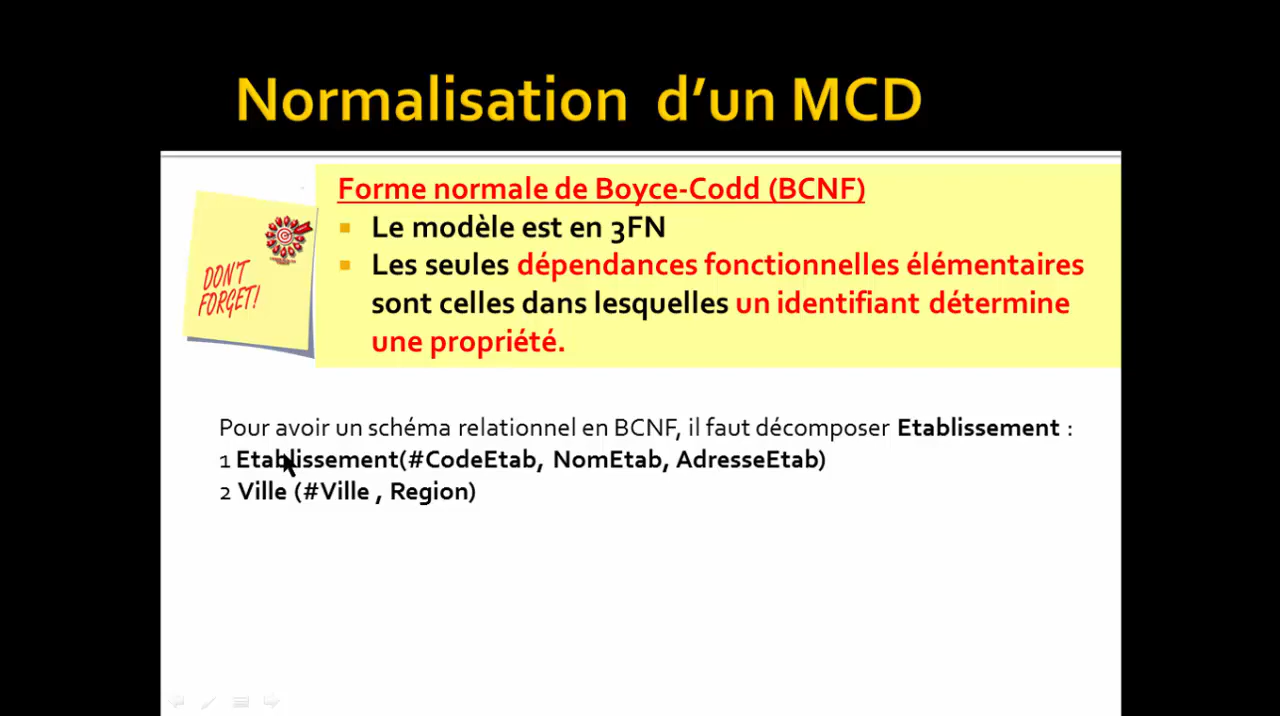 Normalisation d'un MCD
Forme normale de Boyce-Codd (BCNF)
Le modèle est en 3FN
Les seules dépendances fonctionnelles élémentaires
sont celles dans lesquelles un identifiant détermine
une propriété.
DON'T
FORGET!
Pour avoir un schéma relationnel en BCNF, il faut décomposer Etablissement :
1 Etablissement(#CodeEtab, NomEtab, AdresseEtab)
2 Ville (#Ville , Region)